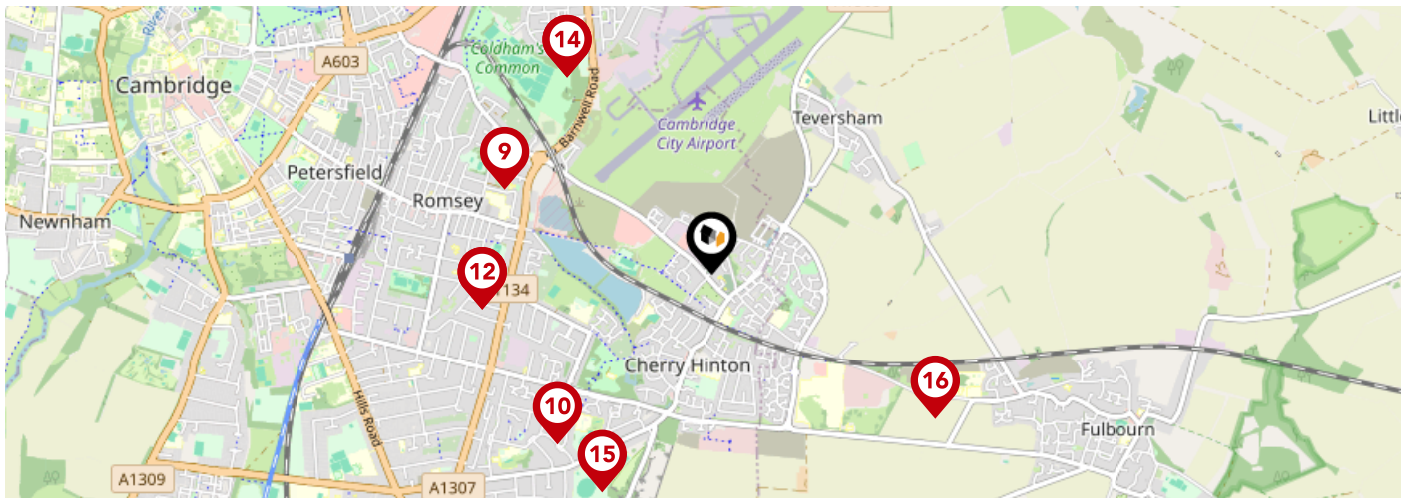 River
14
Coldham's
Common
A603
Cambridge
Barnwell Road
Cambridge
City Airport
Teversham
Little
9
Petersfield
Romsey
Newnham
12
134
Cherry Hinton
16
10
Hills Road
Fulbourn
15
A1309
A1307